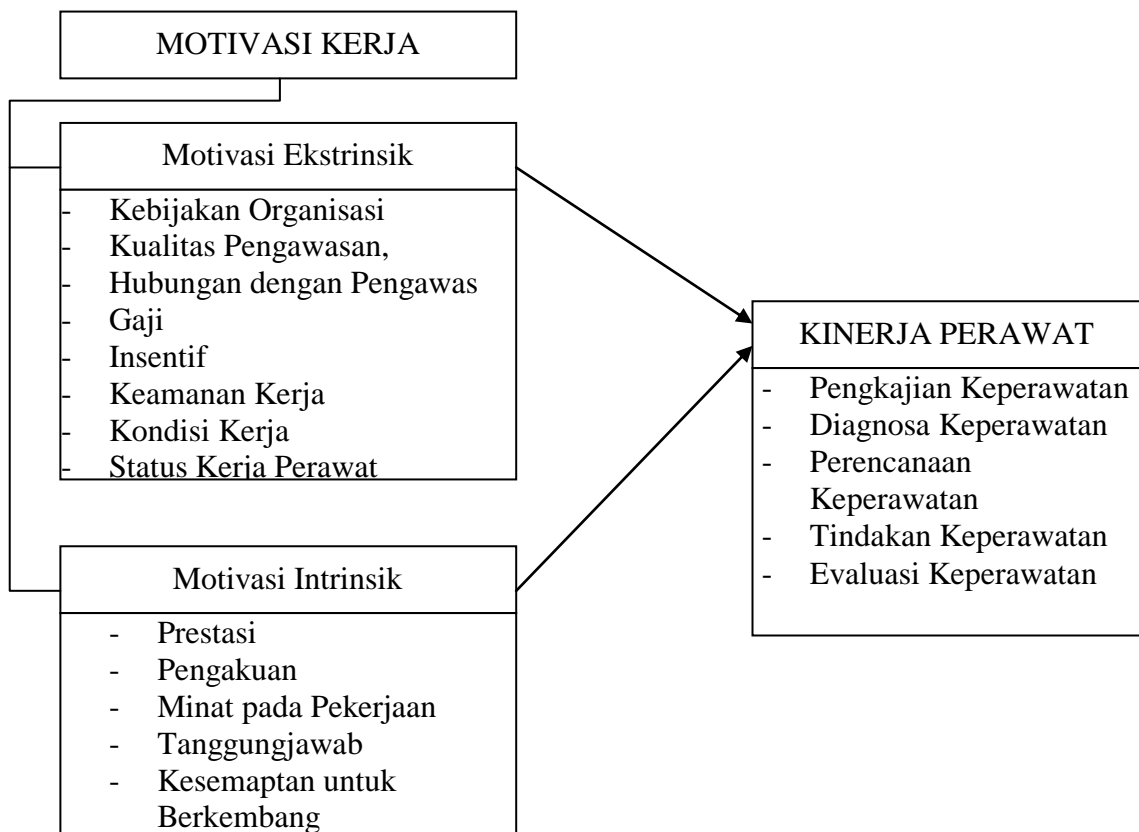 MOTIVASI KERJA
Motivasi Ekstrinsik
- Kebijakan Organisasi
- Kualitas Pengawasan,
- Hubungan dengan Pengawas
- Gaji
- Insentif
- Keamanan Kerja
- Kondisi Kerja
- Status Kerja Perawat
Motivasi Intrinsik
- Prestasi
- Pengakuan
- Minat pada Pekerjaan
- Tanggungjawab
- Kesemaptan untuk
Berkembang
KINERJA PERAWAT
- Pengkajian Keperawatan
- Diagnosa Keperawatan
- Perencanaan
Keperawatan
- Tindakan Keperawatan
- Evaluasi Keperawatan